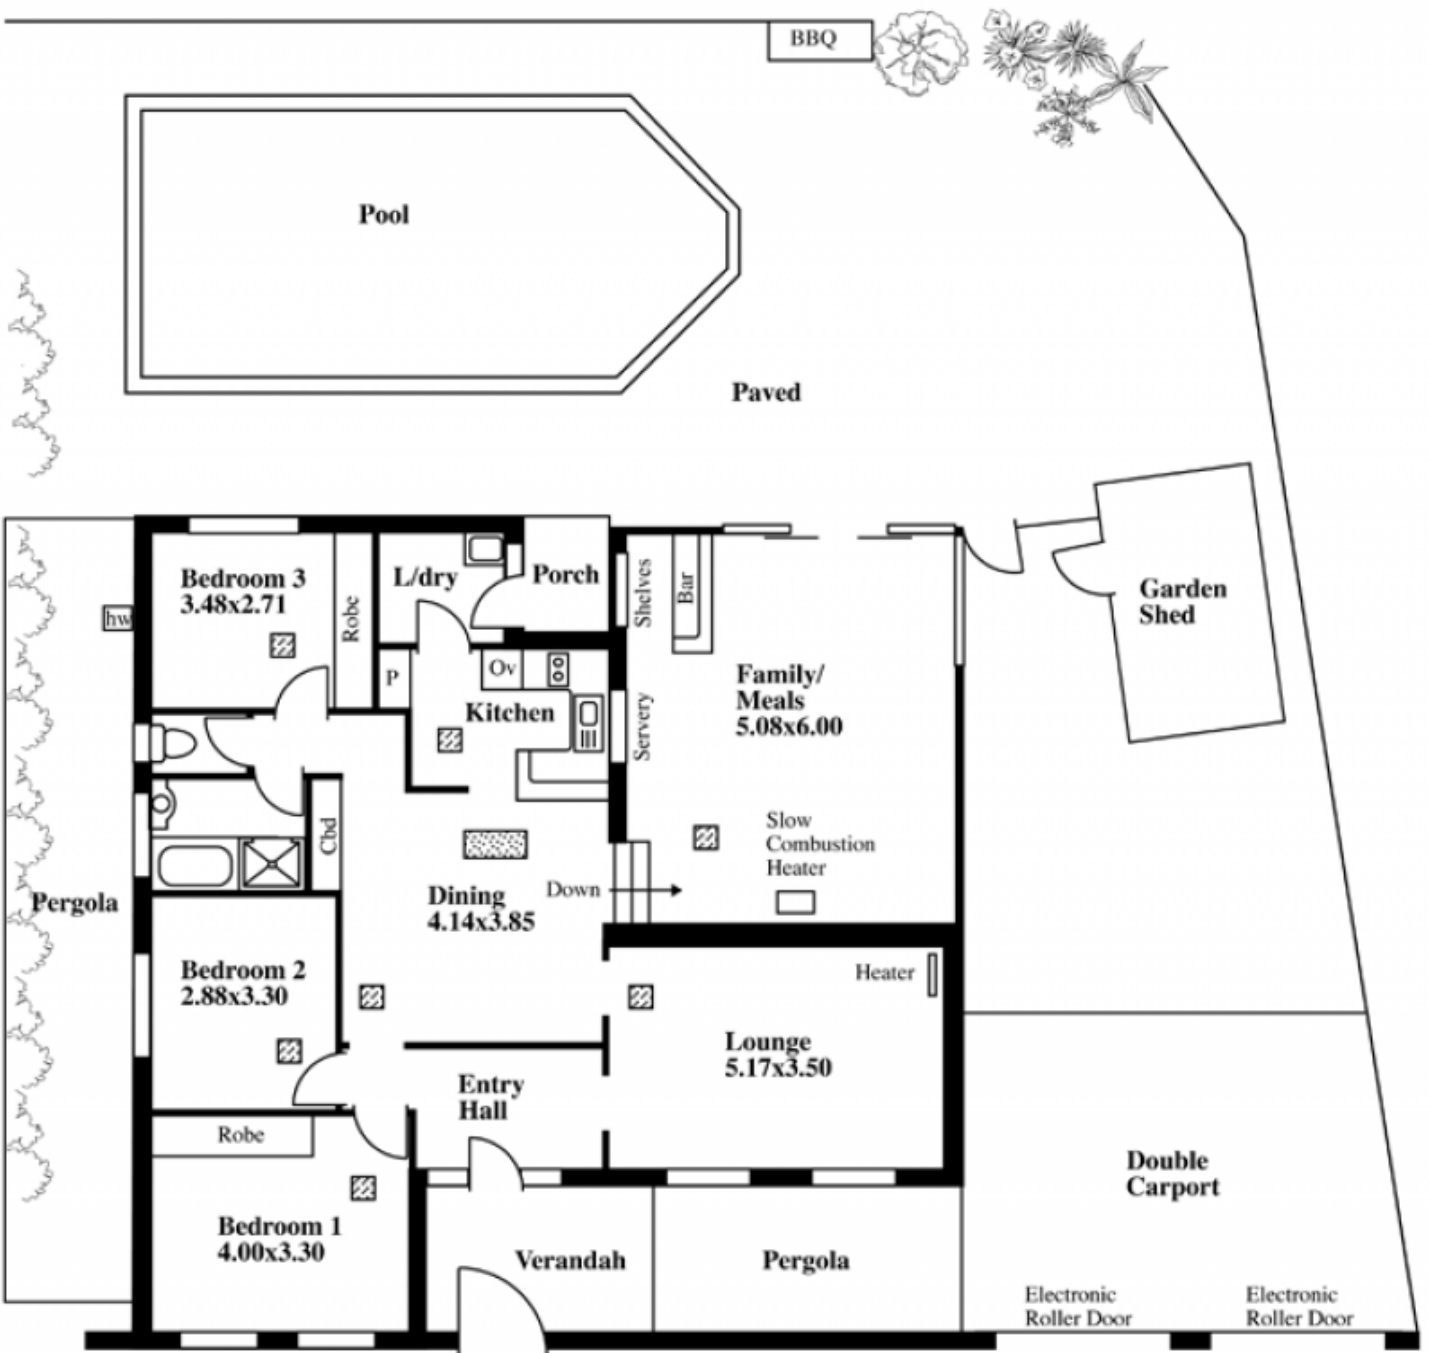 BBQ
Pool
Paved
Bedroom 3
3.48x2.71
Robe
L/dry
Porch
Shelves
Bar
Garden
Shed
hw
P
Ov
Kitchen
Servery
Family/
Meals
5.08x6.00
Slow
Combustion
Heater
Cbd
Pergola
Dining
4.14x3.85
Down
Bedroom 2
2.88x3.30
Heater
Lounge
5.17x3.50
Entry
Hall
Robe
Bedroom 1
4.00x3.30
Verandah
Pergola
Double
Carport
Electronic
Roller Door
Electronic
Roller Door